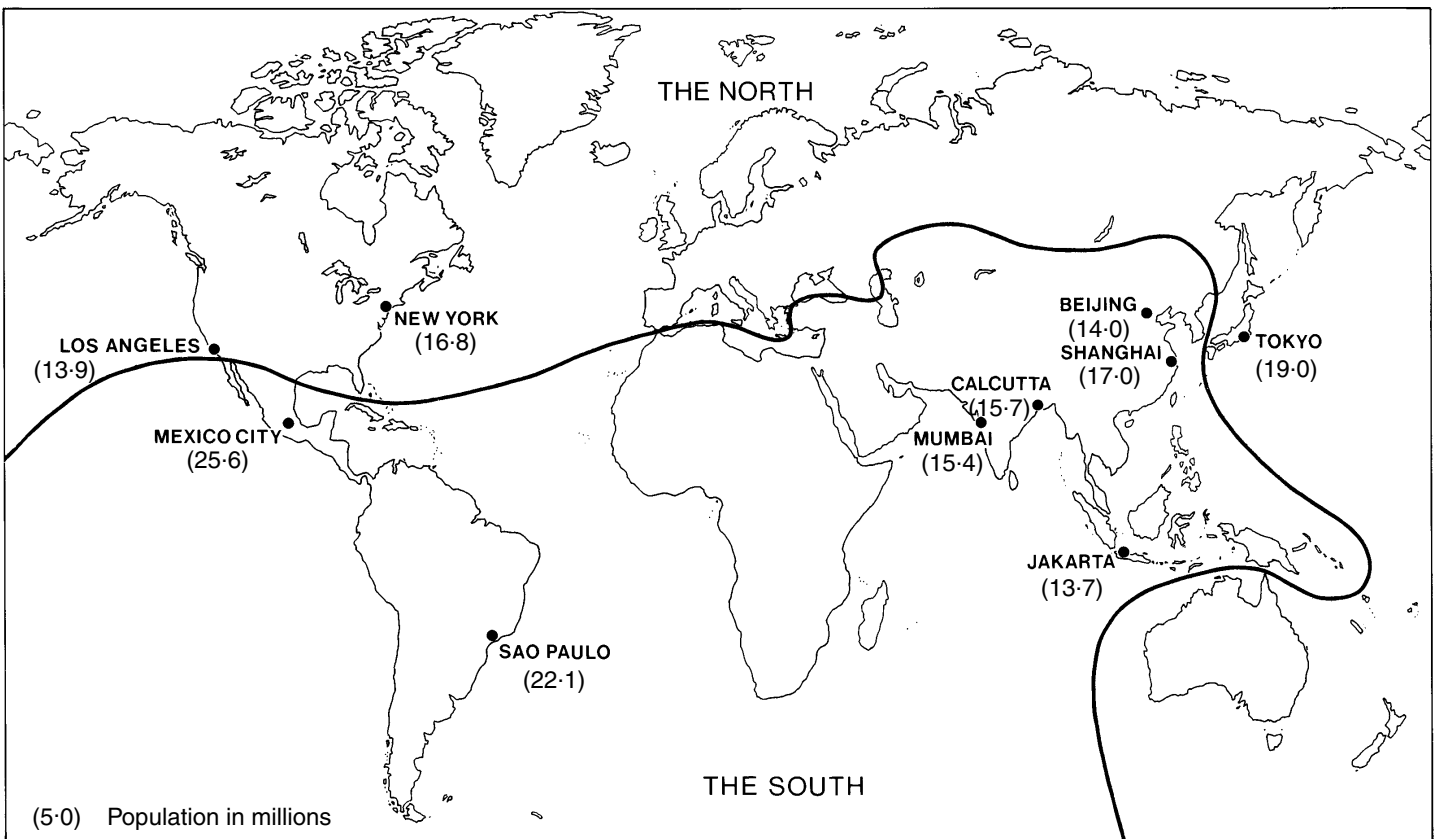 THE NORTH
NEW YORK
(16·8)
LOS ANGELES
(13·9)
MEXICO CITY
(25·6)
SAO PAULO
(22·1)
BEIJING
(14·0)
SHANGHAI
(17·0)
TOKYO
(19·0)
CALCUTTA
(15·7)
MUMBAI
(15·4)
JAKARTA
(13·7)
THE SOUTH
(5·0) Population in millions